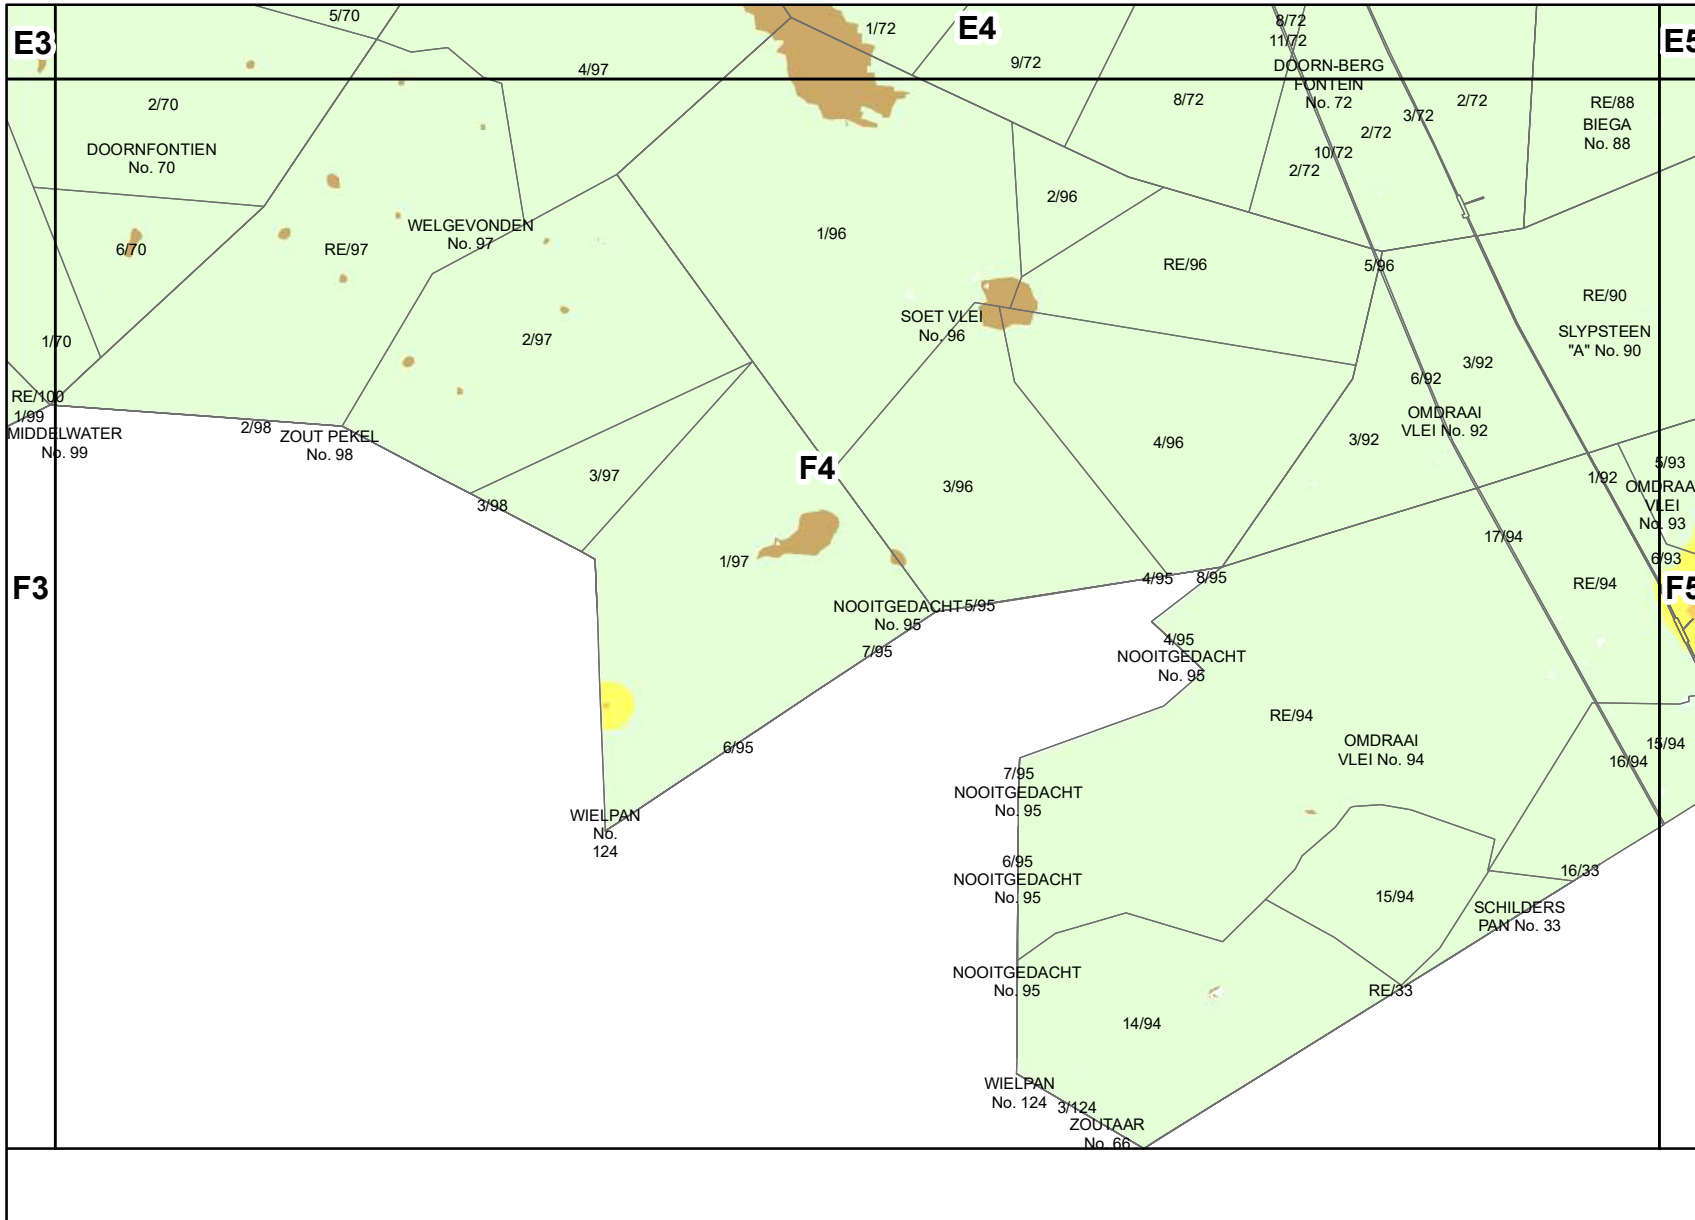 5/70
E3
1/72
E4
8/72
11/72
E5
4/97
9/72
DOORN-BERG
FONTEIN
No. 72
2/70
8/72
2/72
3/72
RE/88
BIEGA
No. 88
2/72
DOORNFONTIEN
No. 70
10/72
2/72
2/96
WELGEVONDEN
No. 97
1/96
6/70
RE/97
RE/96
5/96
RE/90
SOET VLEI
No. 96
SLYPSTEEN
"A" No. 90
1/70
2/97
3/92
6/92
RE/100
1/99
MIDDELWATER
No. 99
2/98
ZOUT PEKEL
No. 98
OMDRAAI
VLEI No. 92
4/96
3/92
F4
3/97
3/96
3/98
5/93
1/92
OMDRAA
VLEI
No. 93
17/94
1/97
6/93
4/95
8/95
F3
RE/94
F5
NOOITGEDACHT
No. 95
5/95
7/95
4/95
NOOITGEDACHT
No. 95
RE/94
6/95
OMDRAAI
VLEI No. 94
15/94
16/94
7/95
NOOITGEDACHT
No. 95
WIELPAN
No.
124
6/95
NOOITGEDACHT
No. 95
16/33
15/94
SCHILDERS
PAN No. 33
NOOITGEDACHT
No. 95
RE/33
14/94
WIELPAN
No. 124
3/124
ZOUTAAR
No. 66